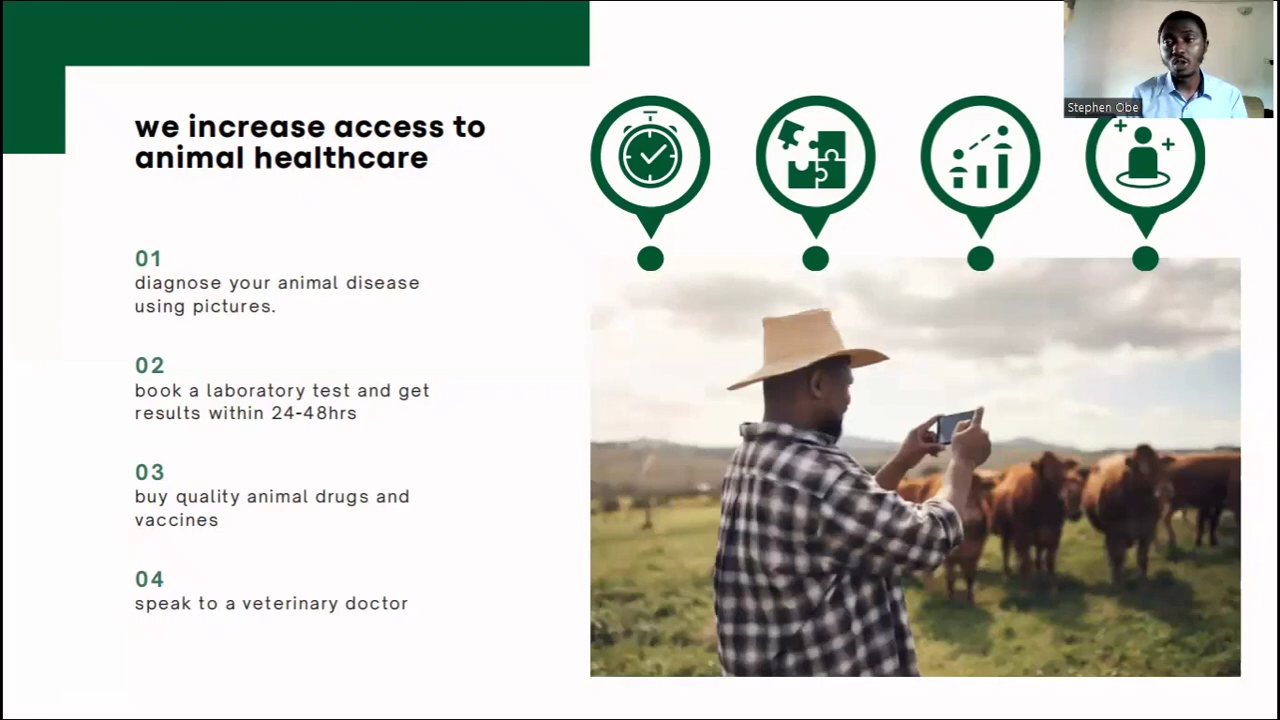 we increase access to
animal healthcare
01
diagnose your animal disease
using pictures.
02
book a laboratory test and get
results within 24-48hrs
03
buy quality animal drugs and
vaccines
04
speak to a veterinary doctor
Stephen Obe